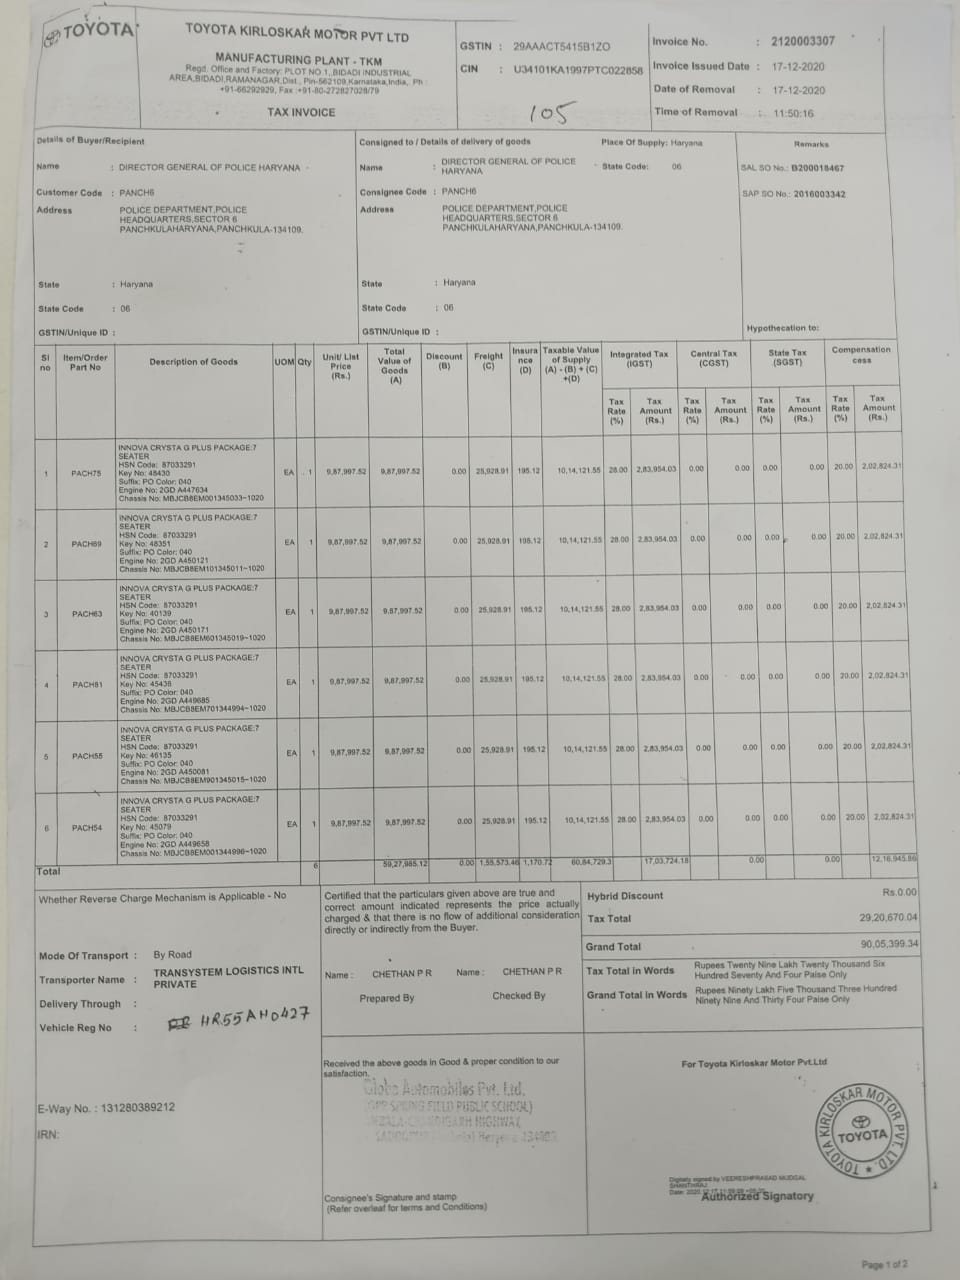 TOYOTA
TOYOTA KIRLOSKAR MOTOR PVT LTD
MANUFACTURING PLANT - TKM
Regd. Office and Factory: PLOT NO 1.,BIDADI INDUSTRIAL
AREA,BIDADI,RAMANAGAR,Dist., Pin-562109,Karnataka,India, Ph :
+91-66292929, Fax :+91-80-272827028/79
TAX INVOICE
GSTIN : 29AAACT5415B1ZO
CIN : U34101KA1997PTC022858
105
Invoice No. : 2120003307
Invoice Issued Date : 17-12-2020
Date of Removal : 17-12-2020
Time of Removal : 11:50:16
Details of Buyer/Recipient
Name : DIRECTOR GENERAL OF POLICE HARYANA
Customer Code : PANCH6
Address POLICE DEPARTMENT,POLICE
HEADQUARTERS,SECTOR 6
PANCHKULAHARYANA,PANCHKULA-134109.
State : Haryana
State Code : 06
GSTIN/Unique ID :
Consigned to / Details of delivery of goods
Place Of Supply: Haryana
Name : DIRECTOR GENERAL OF POLICE
HARYANA
State Code: 06
Consignee Code : PANCH6
Address POLICE DEPARTMENT,POLICE
HEADQUARTERS,SECTOR 6
PANCHKULAHARYANA,PANCHKULA-134109.
State : Haryana
State Code : 06
GSTIN/Unique ID :
Remarks
SAL SO No.: B200018467
SAP SO No.: 2016003342
Hypothecation to:
Sl no Item/Order Part No Description of Goods UOM Qty Unit/ List Price (Rs.) Total Value of Goods (A) Discount (B) Freight (C) Insura nce (D) Taxable Value of Supply (A) - (B) + (C) +(D) Integrated Tax (IGST) Central Tax (CGST) State Tax (SGST) Compensation cess
Tax Rate (%) Tax Amount (Rs.) Tax Rate (%) Tax Amount (Rs.) Tax Rate (%) Tax Amount (Rs.) Tax Rate (%) Tax Amount (Rs.)
INNOVA CRYSTA G PLUS PACKAGE:7
SEATER
HSN Code: 87033291
1 PACH75 Key No: 48430 EA 1 9,87,997.52 9,87,997.52 0.00 25,928.91 195.12 10,14,121.55 28.00 2,83,954.03 0.00 0.00 0.00 0.00 20.00 2,02,824.31
Suffix: PO Color: 040
Engine No: 2GD A447634
Chassis No: MBJCB8EM001345033-1020
INNOVA CRYSTA G PLUS PACKAGE:7
SEATER
HSN Code: 87033291
2 PACH69 Key No: 48351 EA 1 9,87,997.52 9,87,997.52 0.00 25,928.91 195.12 10,14,121.55 28.00 2,83,954.03 0.00 0.00 0.00 0.00 20.00 2,02,824.31
Suffix: PO Color: 040
Engine No: 2GD A450121
Chassis No: MBJCB8EM101345011-1020
INNOVA CRYSTA G PLUS PACKAGE:7
SEATER
HSN Code: 87033291
3 PACH63 Key No: 40139 EA 1 9,87,997.52 9,87,997.52 0.00 25,928.91 195.12 10,14,121.55 28.00 2,83,954.03 0.00 0.00 0.00 0.00 20.00 2,02,824.31
Suffix: PO Color: 040
Engine No: 2GD A450171
Chassis No: MBJCB8EM601345019-1020
INNOVA CRYSTA G PLUS PACKAGE:7
SEATER
HSN Code: 87033291
4 PACH81 Key No: 45436 EA 1 9,87,997.52 9,87,997.52 0.00 25,928.91 195.12 10,14,121.55 28.00 2,83,954.03 0.00 0.00 0.00 0.00 20.00 2,02,824.31
Suffix: PO Color: 040
Engine No: 2GD A449685
Chassis No: MBJCB8EM701344994-1020
INNOVA CRYSTA G PLUS PACKAGE:7
SEATER
HSN Code: 87033291
5 PACH55 Key No: 46135 EA 1 9,87,997.52 9,87,997.52 0.00 25,928.91 195.12 10,14,121.55 28.00 2,83,954.03 0.00 0.00 0.00 0.00 20.00 2,02,824.31
Suffix: PO Color: 040
Engine No: 2GD A450081
Chassis No: MBJCB8EM901345015-1020
INNOVA CRYSTA G PLUS PACKAGE:7
SEATER
HSN Code: 87033291
6 PACH54 Key No: 45079 EA 1 9,87,997.52 9,87,997.52 0.00 25,928.91 195.12 10,14,121.55 28.00 2,83,954.03 0.00 0.00 0.00 0.00 20.00 2,02,824.31
Suffix: PO Color: 040
Engine No: 2GD A449658
Chassis No: MBJCB8EM001344996-1020
Total 6 59,27,985.12 0.00 1,55,573.46 1,170.72 60,84,729.3 17,03,724.18 0.00 0.00 12,16,945.86
Whether Reverse Charge Mechanism is Applicable - No
Mode Of Transport : By Road
Transporter Name : TRANSYSTEM LOGISTICS INTL
PRIVATE
Delivery Through :
Vehicle Reg No : HR55AH0427
E-Way No. : 131280389212
IRN:
Certified that the particulars given above are true and
correct amount indicated represents the price actually
charged & that there is no flow of additional consideration
directly or indirectly from the Buyer.
Name : CHETHAN P R Name : CHETHAN P R
Prepared By Checked By
Hybrid Discount Rs.0.00
Tax Total 29,20,670.04
Grand Total 90,05,399.34
Tax Total in Words Rupees Twenty Nine Lakh Twenty Thousand Six
Hundred Seventy And Four Paise Only
Grand Total in Words Rupees Ninety Lakh Five Thousand Three Hundred
Ninety Nine And Thirty Four Paise Only
Received the above goods in Good & proper condition to our
satisfaction.
Globe Automobiles Pvt. Ltd.
(OPP SPRING FIELD PUBLIC SCHOOL)
HIGHWAY,
Consignee's Signature and stamp
(Refer overleaf for terms and Conditions)
For Toyota Kirloskar Motor Pvt.Ltd
TOYOTA KIRLOSKAR MOTOR PVT. LTD.
TOYOTA
Digitally signed by VEERESHPRASAD MUDGAL
Authorized Signatory
Page 1 of 2